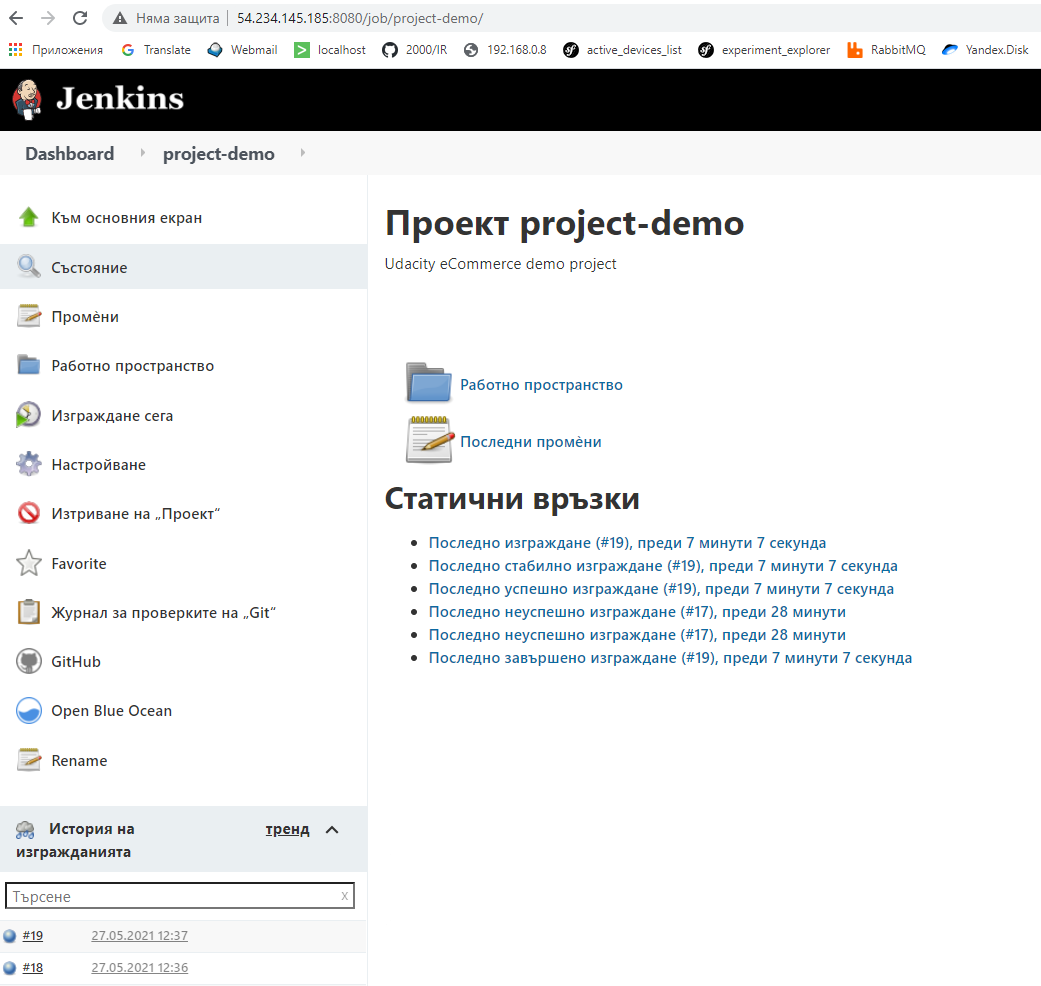 Няма защита
54.234.145.185:8080/job/project-demo/
Приложения
Translate
Webmail
localhost
2000/IR
192.168.0.8
active_devices_list
experiment_explorer
RabbitMQ
Yandex.Disk
Jenkins
Dashboard
project-demo
Към основния екран
Състояние
Промѐни
Работно пространство
Изграждане сега
Настройване
Изтриване на „Проект“
Favorite
Журнал за проверките на „Git“
GitHub
Open Blue Ocean
Rename
История на
изгражданията
тренд
Търсене
x
#19 27.05.2021 12:37
#18 27.05.2021 12:36
Проект project-demo
Udacity eCommerce demo project
Работно пространство
Последни промѐни
Статични връзки
Последно изграждане (#19), преди 7 минути 7 секунда
Последно стабилно изграждане (#19), преди 7 минути 7 секунда
Последно успешно изграждане (#19), преди 7 минути 7 секунда
Последно неуспешно изграждане (#17), преди 28 минути
Последно неуспешно изграждане (#17), преди 28 минути
Последно завършено изграждане (#19), преди 7 минути 7 секунда